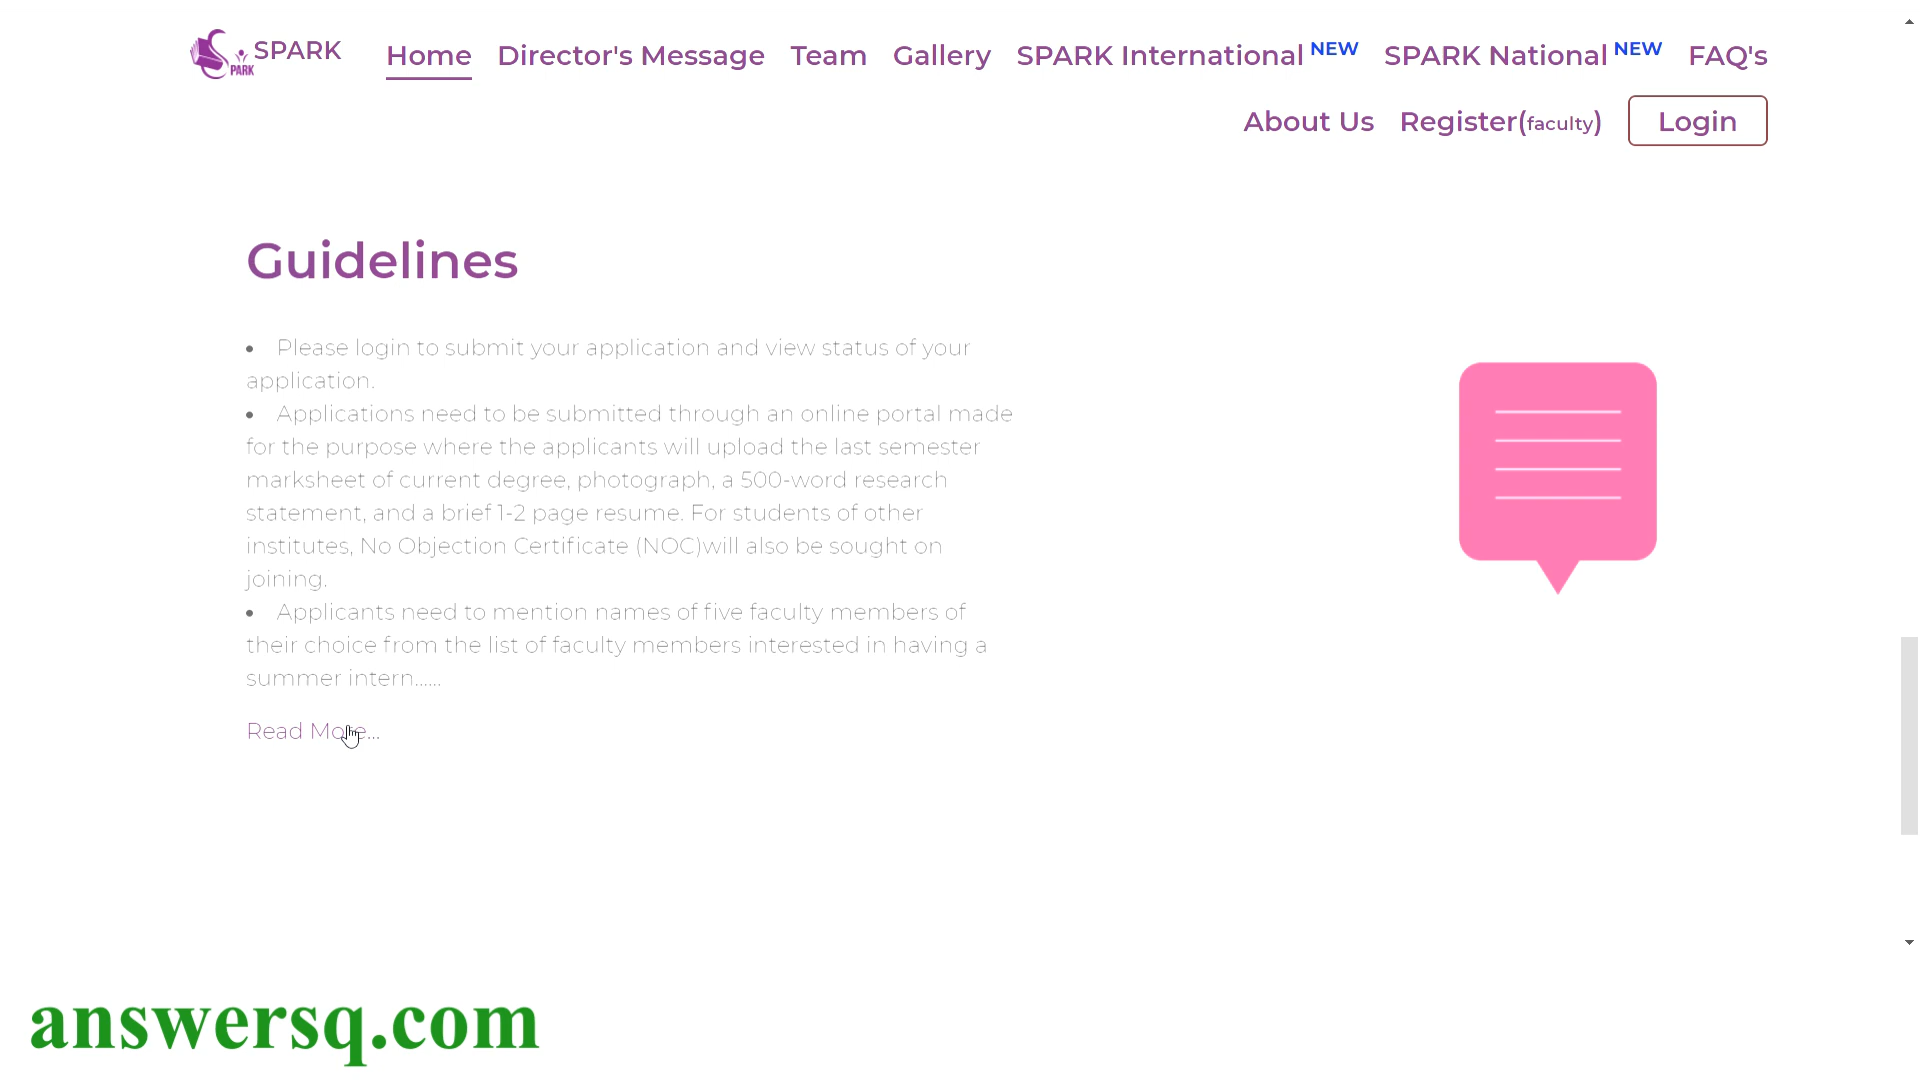 SPARK
PARK
Home Director's Message Team Gallery SPARK International NEW SPARK National NEW FAQ's
About Us Register(faculty) Login
Guidelines
• Please login to submit your application and view status of your
application.
• Applications need to be submitted through an online portal made
for the purpose where the applicants will upload the last semester
marksheet of current degree, photograph, a 500-word research
statement, and a brief 1-2 page resume. For students of other
institutes, No Objection Certificate (NOC)will also be sought on
joining.
• Applicants need to mention names of five faculty members of
their choice from the list of faculty members interested in having a
summer intern......
Read More...
answersq.com